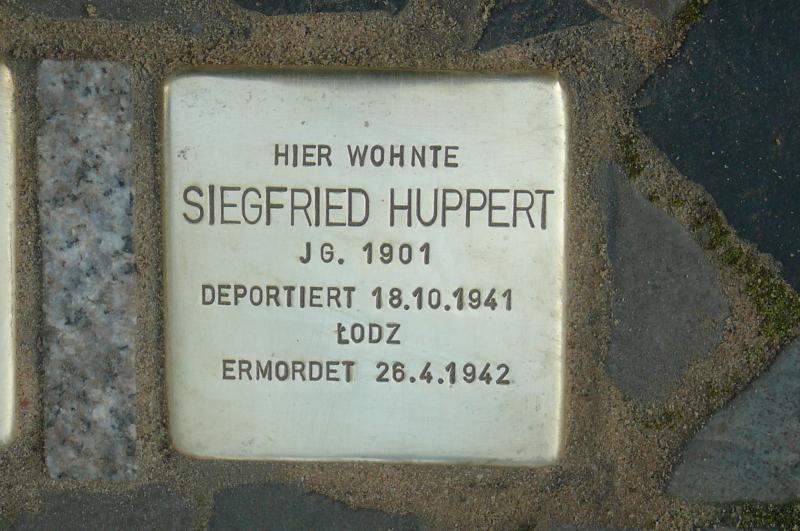 HIER WOHNTE
SIEGFRIED HUPPERT
JG. 1901
DEPORTIERT 18.10.1941
ŁODZ
ERMORDET 26.4.1942